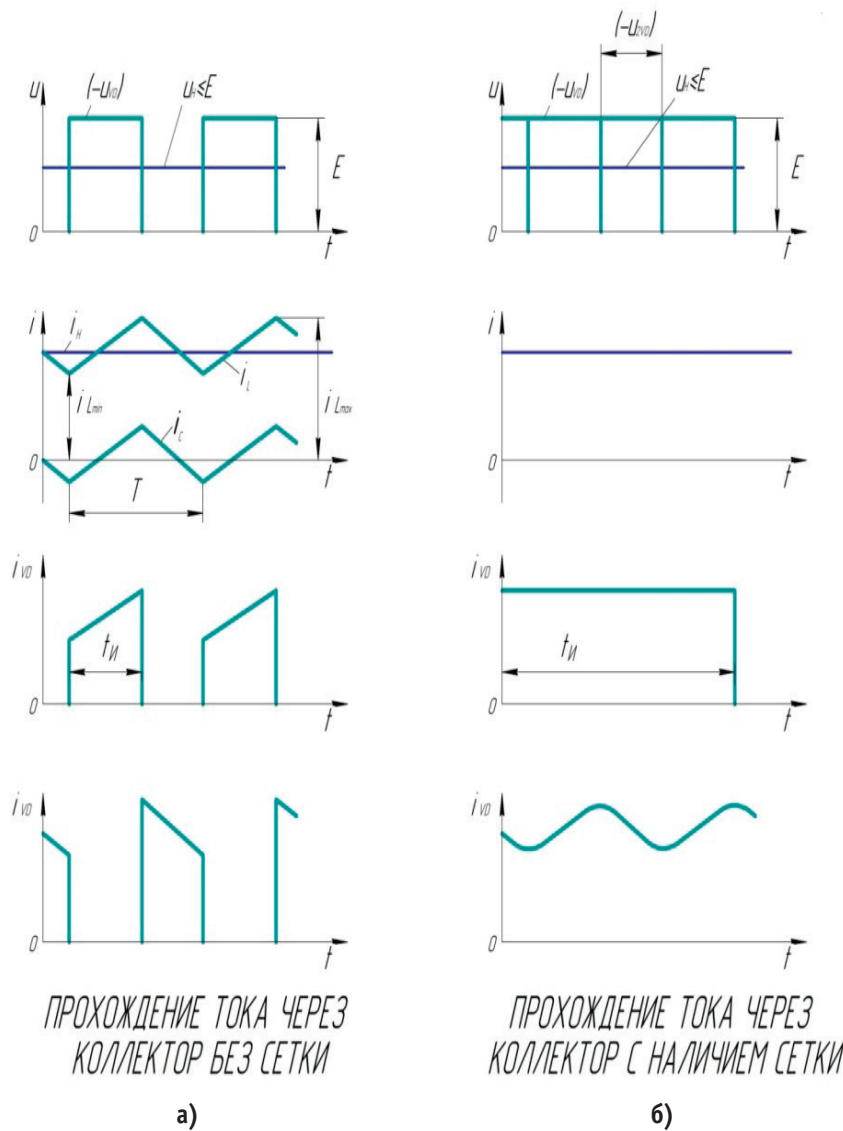 u
(-u_VD)
u_H≤E
E
0
t
(-u_2VD)
u
(-u_VD)
u_H≤E
E
0
t
i
i_H
i_L
i_Lmin
i_Lmax
i_C
0
T
t
i
0
t
i_VD
t_И
0
t
i_VD
t_И
0
t
i_VD
0
t
i_VD
0
t
ПРОХОЖДЕНИЕ ТОКА ЧЕРЕЗ
КОЛЛЕКТОР БЕЗ СЕТКИ
ПРОХОЖДЕНИЕ ТОКА ЧЕРЕЗ
КОЛЛЕКТОР С НАЛИЧИЕМ СЕТКИ
а)
б)